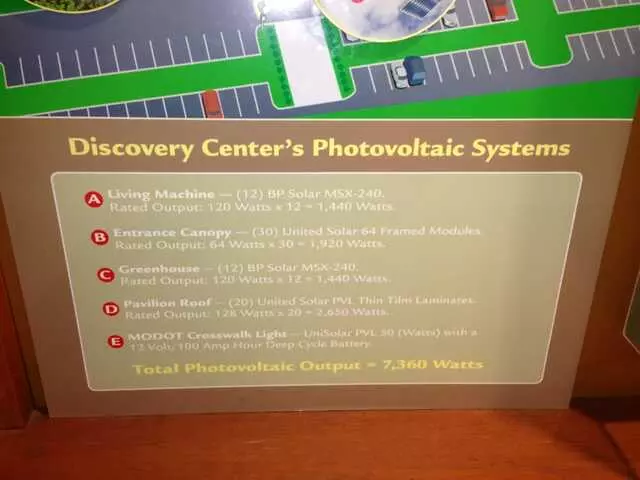 Discovery Center's Photovoltaic Systems
A Living Machine — (12) BP Solar MSX-240.
Rated Output: 120 Watts x 12 = 1,440 Watts.
B Entrance Canopy — (30) United Solar 64 Framed Modules.
Rated Output: 64 Watts x 30 = 1,920 Watts.
C Greenhouse — (12) BP Solar MSX-240.
Rated Output: 120 Watts x 12 = 1,440 Watts.
D Pavilion Roof — (20) United Solar PVL Thin Film Laminates.
Rated Output: 128 Watts x 20 = 2,650 Watts.
E MODOT Crosswalk Light — UniSolar PVL 50 (Watts) with a
12 Volt, 100 Amp Hour Deep Cycle Battery.
Total Photovoltaic Output = 7,360 Watts